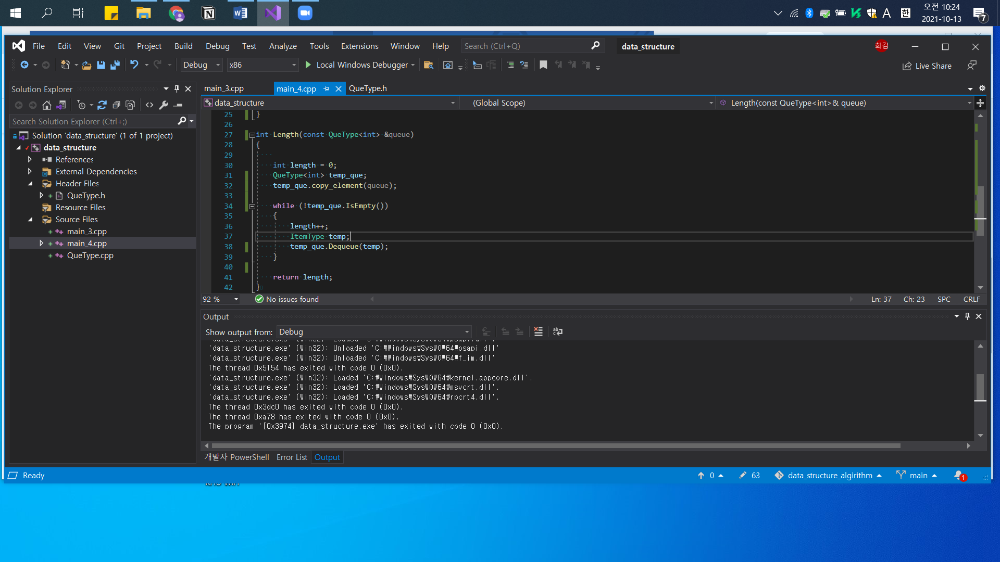 오전 10:24
A
한
2021-10-13
7
File Edit View Git Project Build Debug Test Analyze Tools Extensions Window Help Search (Ctrl+Q) data_structure 희김
Debug x86 Local Windows Debugger Live Share
Solution Explorer
Search Solution Explorer (Ctrl+;)
Solution 'data_structure' (1 of 1 project)
data_structure
References
External Dependencies
Header Files
QueType.h
Resource Files
Source Files
main_3.cpp
main_4.cpp
QueType.cpp
main_3.cpp main_4.cpp QueType.h
data_structure (Global Scope) Length(const QueType<int>& queue)
25 }
26
27 int Length(const QueType<int> &queue)
28 {
29
30 int length = 0;
31 QueType<int> temp_que;
32 temp_que.copy_element(queue);
33
34 while (!temp_que.IsEmpty())
35 {
36 length++;
37 ItemType temp;
38 temp_que.Dequeue(temp);
39 }
40
41 return length;
42 }
92 % No issues found Ln: 37 Ch: 23 SPC CRLF
Output
Show output from: Debug
'data_structure.exe' (Win32): Unloaded 'C:₩Windows₩SysWOW64₩psapi.dll'
'data_structure.exe' (Win32): Unloaded 'C:₩Windows₩SysWOW64₩f_im.dll'
The thread 0x5154 has exited with code 0 (0x0).
'data_structure.exe' (Win32): Loaded 'C:₩Windows₩SysWOW64₩kernel.appcore.dll'.
'data_structure.exe' (Win32): Loaded 'C:₩Windows₩SysWOW64₩msvcrt.dll'.
'data_structure.exe' (Win32): Loaded 'C:₩Windows₩SysWOW64₩rpcrt4.dll'.
The thread 0x3dc0 has exited with code 0 (0x0).
The thread 0xa78 has exited with code 0 (0x0).
The program '[0x3974] data_structure.exe' has exited with code 0 (0x0).
개발자 PowerShell Error List Output
Ready 0 63 data_structure_algirithm main 1